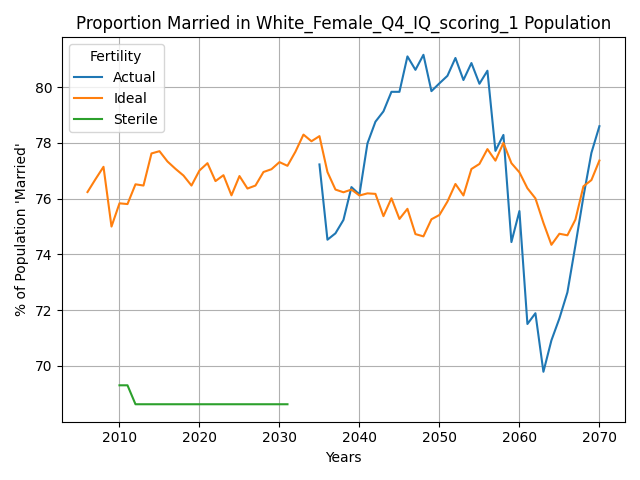 Proportion Married in White_Female_Q4_IQ_scoring_1 Population
Fertility
Actual
Ideal
Sterile
% of Population 'Married'
80
78
76
74
72
70
2010 2020 2030 2040 2050 2060 2070
Years